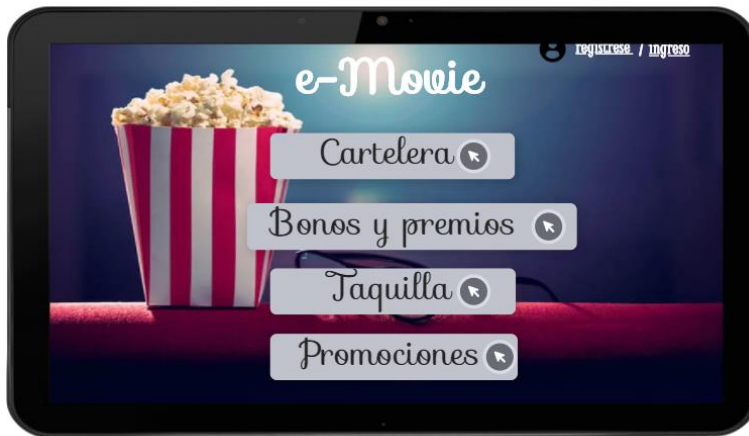 regístrese / ingreso
e-Movie
Cartelera
Bonos y premios
Taquilla
Promociones